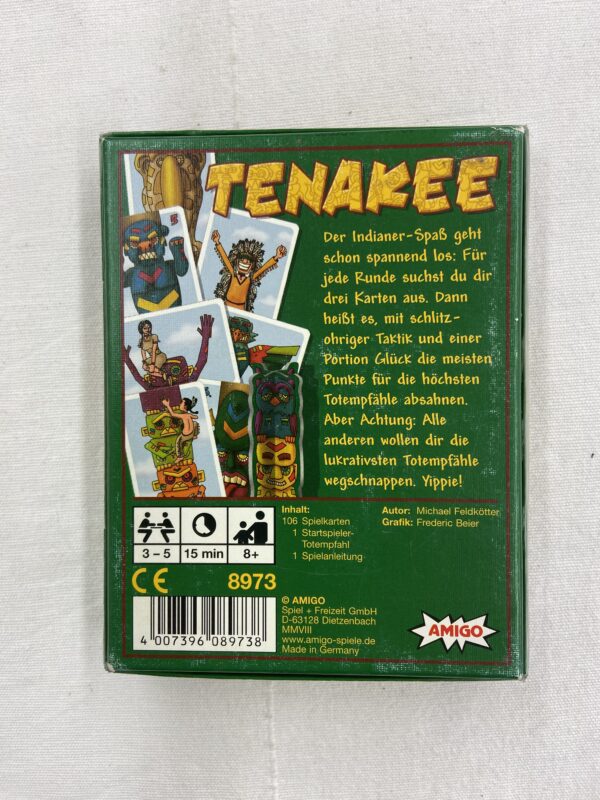 TENAKEE
Der Indianer-Spaß geht
schon spannend los: Für
jede Runde suchst du dir
drei Karten aus. Dann
heißt es, mit schlitz-
ohriger Taktik und einer
Portion Glück die meisten
Punkte für die höchsten
Totempfähle absahnen.
Aber Achtung: Alle
anderen wollen dir die
lukrativsten Totempfähle
wegschnappen. Yippie!
5
3 – 5
15 min
8+
Inhalt:
106 Spielkarten
1 Startspieler-
Totempfahl
1 Spielanleitung
Autor: Michael Feldkötter
Grafik: Frederic Beier
CE
8973
4 007396 089738
© AMIGO
Spiel + Freizeit GmbH
D-63128 Dietzenbach
MMVIII
www.amigo-spiele.de
Made in Germany
AMIGO